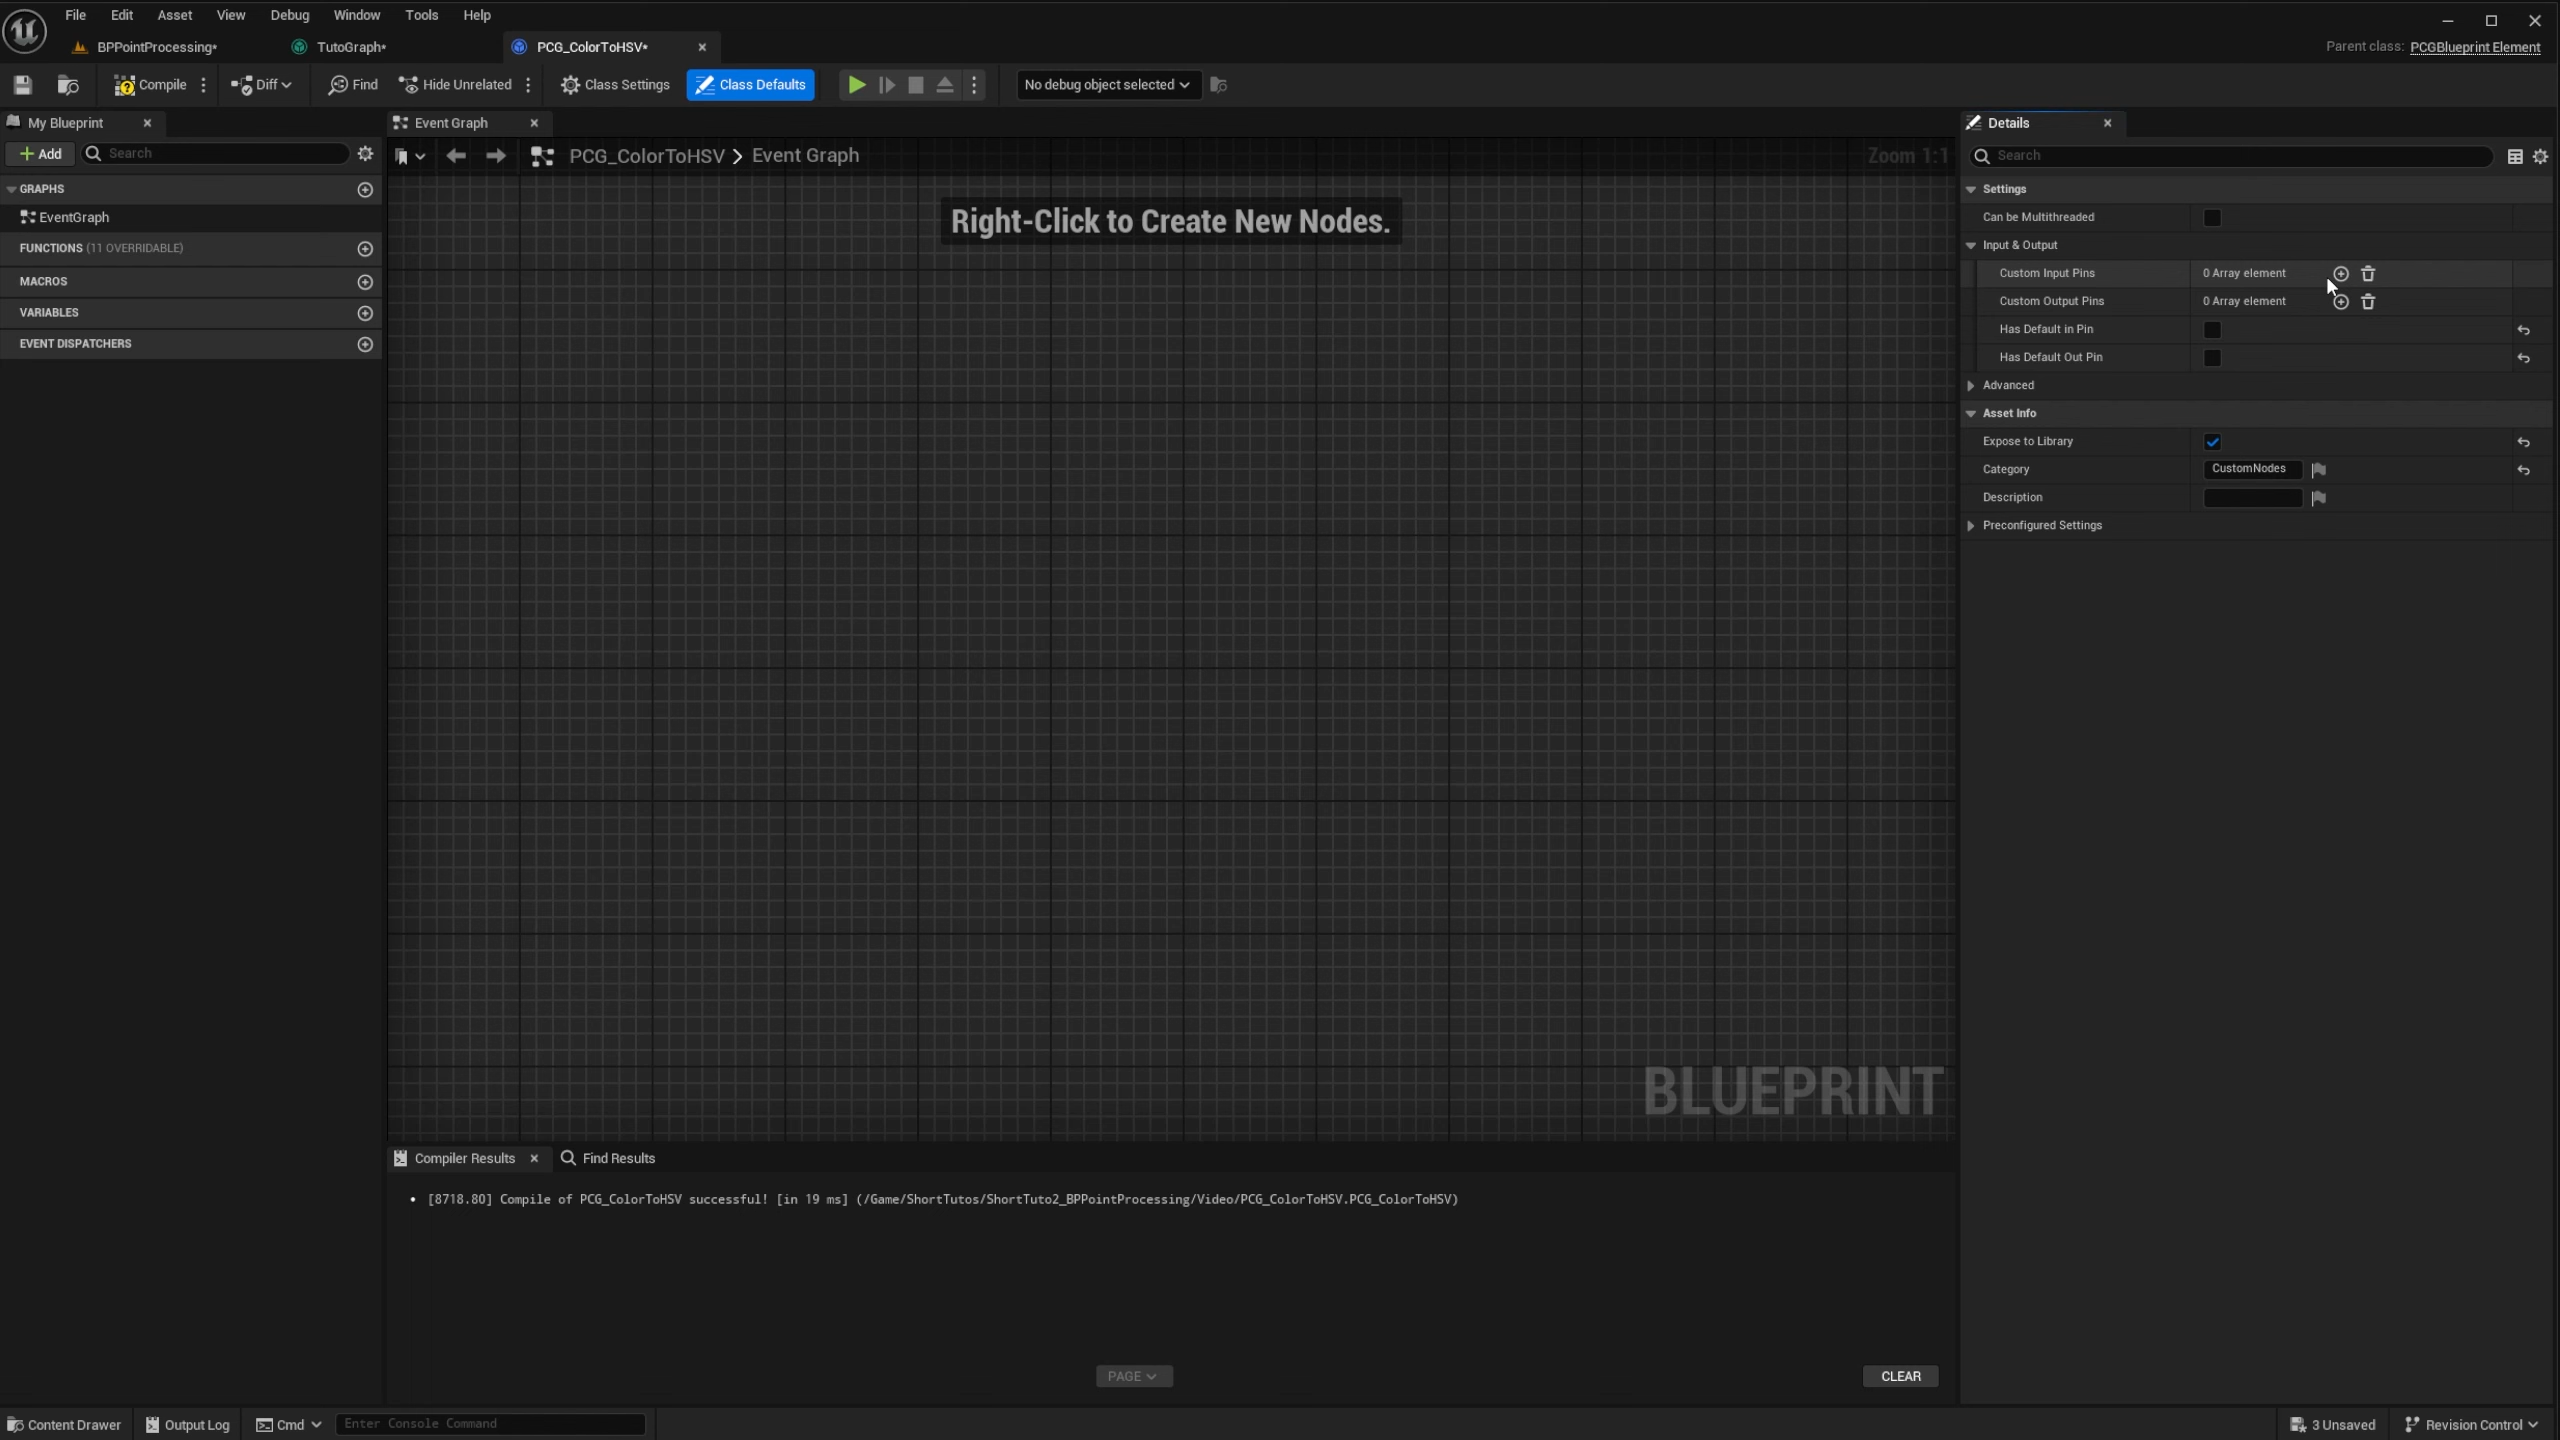 File Edit Asset View Debug Window Tools Help
BPPointProcessing* TutoGraph* PCG_ColorToHSV*
Parent class: PCGBlueprint Element
Compile Diff Find Hide Unrelated Class Settings Class Defaults No debug object selected
My Blueprint
Add Search
GRAPHS
EventGraph
FUNCTIONS (11 OVERRIDABLE)
MACROS
VARIABLES
EVENT DISPATCHERS
Event Graph
PCG_ColorToHSV > Event Graph
Zoom 1:1
Right-Click to Create New Nodes.
BLUEPRINT
Compiler Results Find Results
[8718.80] Compile of PCG_ColorToHSV successful! [in 19 ms] (/Game/ShortTutos/ShortTuto2_BPPointProcessing/Video/PCG_ColorToHSV.PCG_ColorToHSV)
PAGE
CLEAR
Details
Search
Settings
Can be Multithreaded
Input & Output
Custom Input Pins 0 Array element
Custom Output Pins 0 Array element
Has Default in Pin
Has Default Out Pin
Advanced
Asset Info
Expose to Library
Category CustomNodes
Description
Preconfigured Settings
Content Drawer Output Log Cmd Enter Console Command
3 Unsaved Revision Control